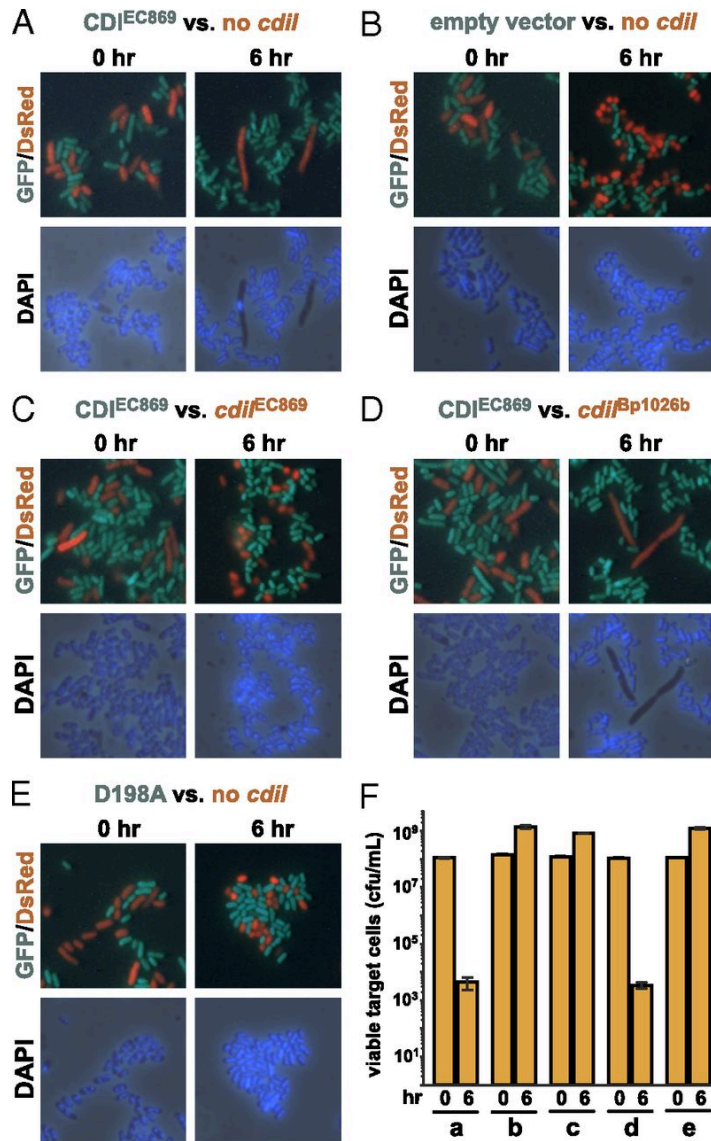 A CDI^EC869 vs. no cdiI
0 hr 6 hr
GFP/DsRed
DAPI
B empty vector vs. no cdiI
0 hr 6 hr
GFP/DsRed
DAPI
C CDI^EC869 vs. cdiI^EC869
0 hr 6 hr
GFP/DsRed
DAPI
D CDI^EC869 vs. cdiI^Bp1026b
0 hr 6 hr
GFP/DsRed
DAPI
E D198A vs. no cdiI
0 hr 6 hr
GFP/DsRed
DAPI
F
viable target cells (cfu/mL)
10^9
10^7
10^5
10^3
10^1
hr 0 6 0 6 0 6 0 6 0 6
a b c d e